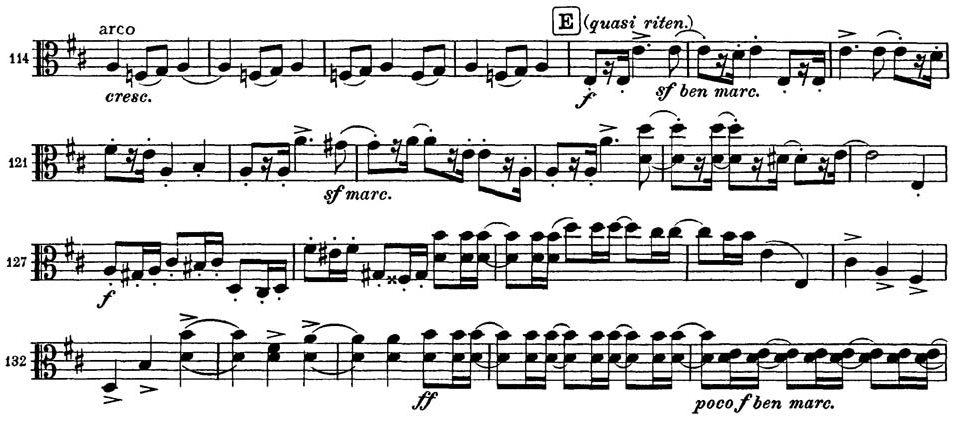 arco E (quasi riten.)
114
cresc. f sf ben marc.
121
sf marc.
127
f
132
ff poco f ben marc.